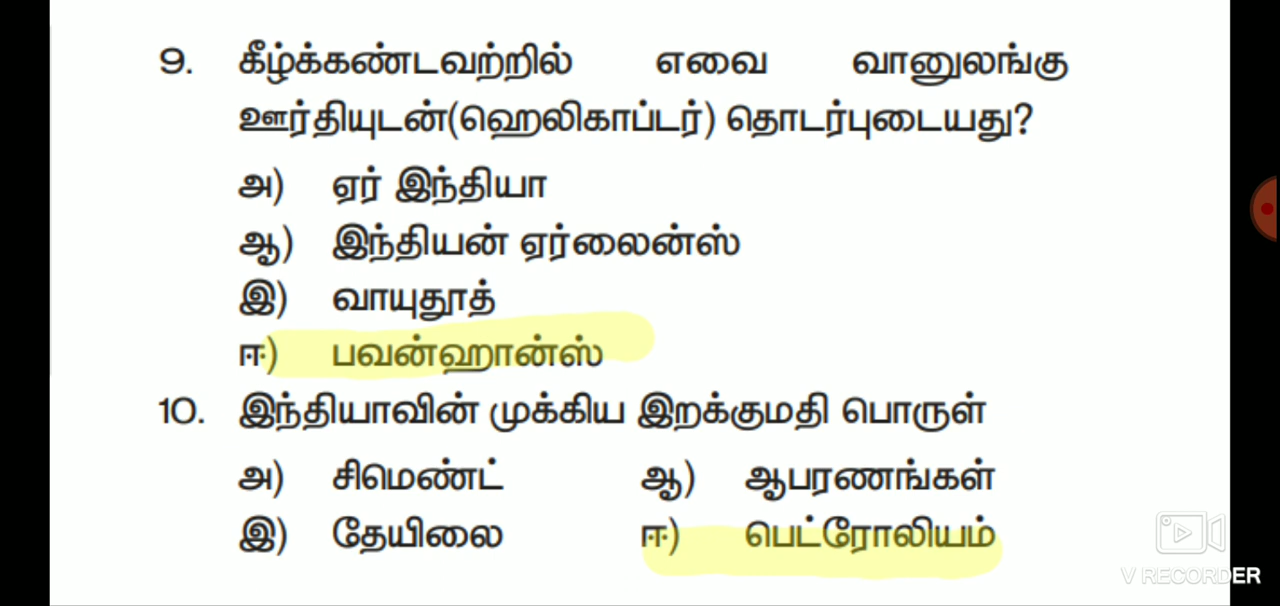 9. கீழ்க்கண்டவற்றில் எவை வானுலங்கு
ஊர்தியுடன்(ஹெலிகாப்டர்) தொடர்புடையது?
அ) ஏர் இந்தியா
ஆ) இந்தியன் ஏர்லைன்ஸ்
இ) வாயுதூத்
ஈ) பவன்ஹான்ஸ்
10. இந்தியாவின் முக்கிய இறக்குமதி பொருள்
அ) சிமெண்ட் ஆ) ஆபரணங்கள்
இ) தேயிலை ஈ) பெட்ரோலியம்
V RECORDER